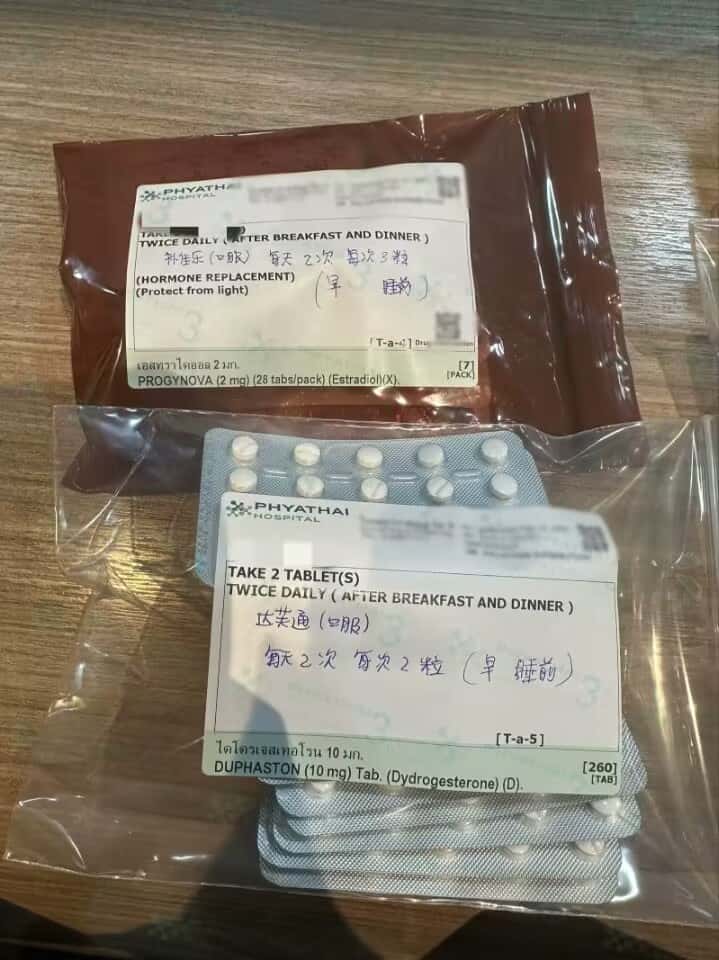 PHYATHAI
HOSPITAL
TWICE DAILY ( AFTER BREAKFAST AND DINNER )
补佳乐(口服) 每天2次 每次3粒
(HORMONE REPLACEMENT)
(早 睡前)
(Protect from light)
เอสทราไดออล 2 มก.
[7]
[PACK]
PROGYNOVA (2 mg) (28 tabs/pack) (Estradiol)(X).
PHYATHAI
HOSPITAL
TAKE 2 TABLET(S)
TWICE DAILY ( AFTER BREAKFAST AND DINNER )
达芙通(口服)
每天2次 每次2粒 (早 睡前)
[T-a-5]
ไดโดรเจสเทอโรน 10 มก.
[260]
[TAB]
DUPHASTON (10 mg) Tab. (Dydrogesterone) (D).